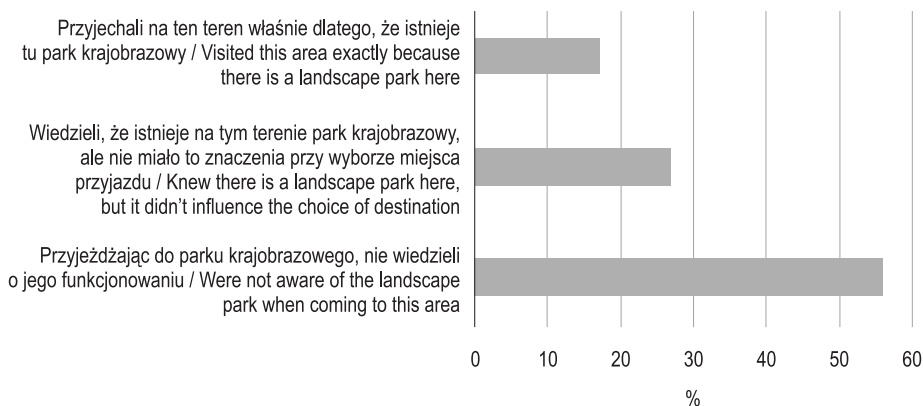 Przyjechali na ten teren właśnie dlatego, że istnieje
tu park krajobrazowy / Visited this area exactly because
there is a landscape park here
Wiedzieli, że istnieje na tym terenie park krajobrazowy,
ale nie miało to znaczenia przy wyborze miejsca
przyjazdu / Knew there is a landscape park here,
but it didn’t influence the choice of destination
Przyjeżdżając do parku krajobrazowego, nie wiedzieli
o jego funkcjonowaniu / Were not aware of the landscape
park when coming to this area
0 10 20 30 40 50 60
%